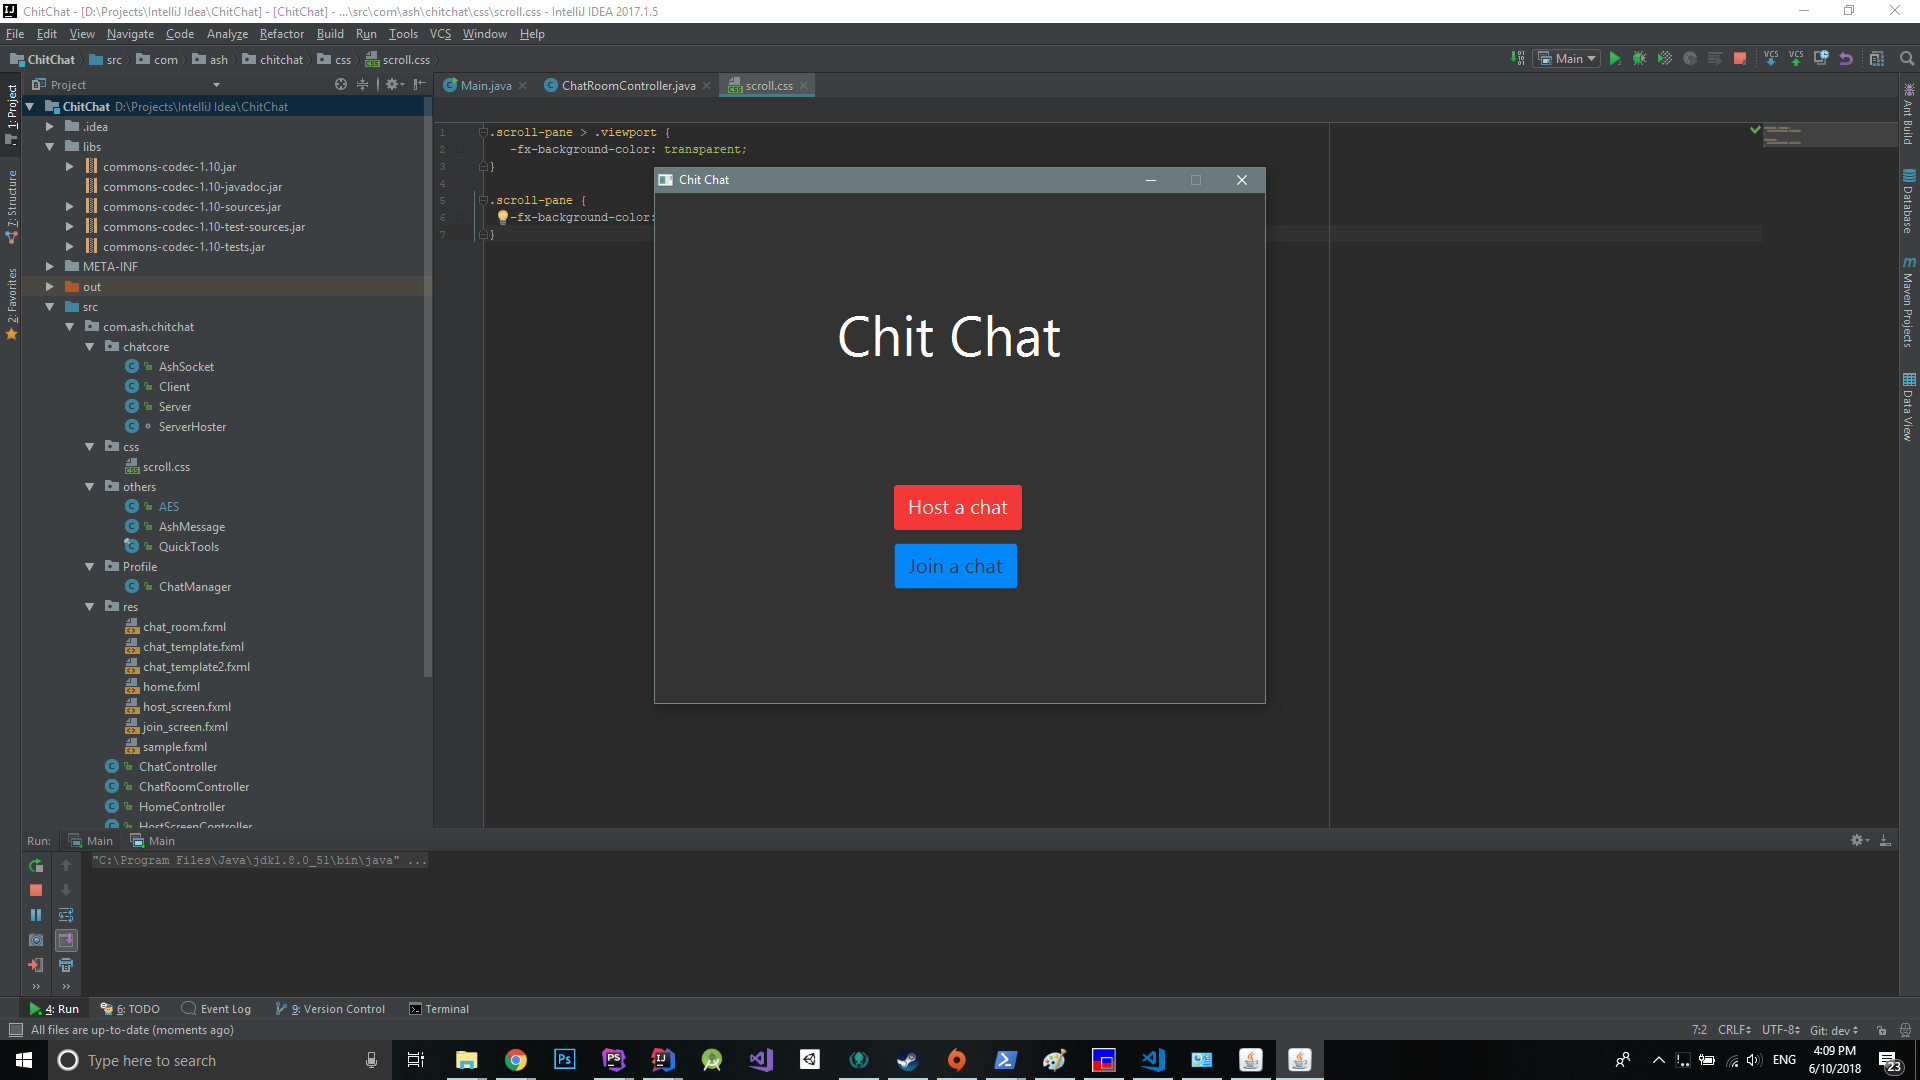 ChitChat - [D:\Projects\IntelliJ Idea\ChitChat] - [ChitChat] - ...\src\com\ash\chitchat\css\scroll.css - IntelliJ IDEA 2017.1.5
File Edit View Navigate Code Analyze Refactor Build Run Tools VCS Window Help
ChitChat src com ash chitchat css scroll.css
Main
VCS VCS
Project
Main.java ChatRoomController.java scroll.css
1: Project
7: Structure
2: Favorites
ChitChat D:\Projects\IntelliJ Idea\ChitChat
.idea
libs
commons-codec-1.10.jar
commons-codec-1.10-javadoc.jar
commons-codec-1.10-sources.jar
commons-codec-1.10-test-sources.jar
commons-codec-1.10-tests.jar
META-INF
out
src
com.ash.chitchat
chatcore
AshSocket
Client
Server
ServerHoster
css
scroll.css
others
AES
AshMessage
QuickTools
Profile
ChatManager
res
chat_room.fxml
chat_template.fxml
chat_template2.fxml
home.fxml
host_screen.fxml
join_screen.fxml
sample.fxml
ChatController
ChatRoomController
HomeController
HostScreenController
1 .scroll-pane > .viewport {
2 -fx-background-color: transparent;
3 }
4
5 .scroll-pane {
6 -fx-background-color:
7 }
Chit Chat
Chit Chat
Host a chat
Join a chat
Ant Build
Database
Maven Projects
Data View
Run: Main Main
"C:\Program Files\Java\jdk1.8.0_51\bin\java" ...
4: Run 6: TODO Event Log 9: Version Control Terminal
All files are up-to-date (moments ago)
7:2 CRLF UTF-8 Git: dev
Type here to search
ENG
4:09 PM
6/10/2018
23